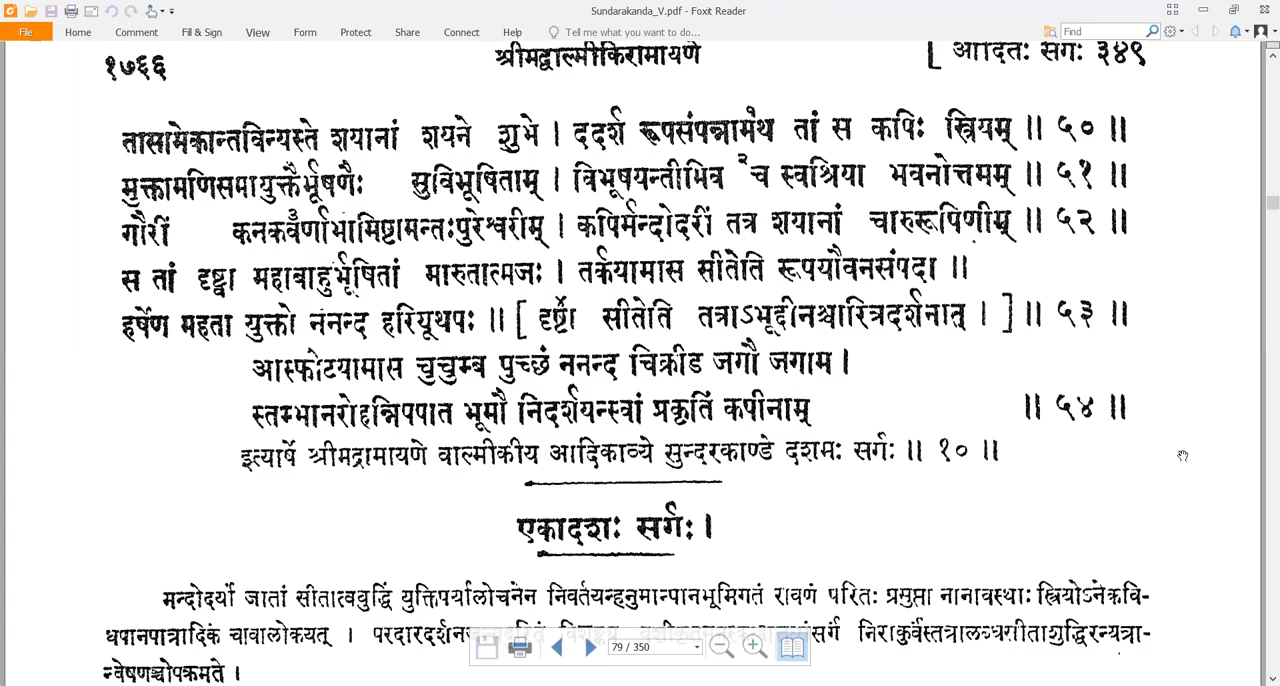 Sundarakanda_V.pdf - Foxit Reader
File Home Comment Fill & Sign View Form Protect Share Connect Help Tell me what you want to do... Find
१७६६ श्रीमद्वाल्मीकिरामायणे [ आदितः सर्गः ३४९
तासामेकान्तविन्यस्ते शयानां शयने शुभे । ददर्श रूपसंपन्नामथ तां स कपिः स्त्रियम् ॥ ५० ॥
मुक्तामणिसमायुक्तैर्भूषणैः सुविभूषिताम् । विभूषयन्तीमिव २च स्वश्रिया भवनोत्तमम् ॥ ५१ ॥
गौरीं कनकवर्णाभामिष्टामन्तःपुरेश्वरीम् । कपिर्मन्दोदरीं तत्र शयानां चारुरूपिणीम् ॥ ५२ ॥
स तां दृष्ट्वा महाबाहुर्भूषितां मारुतात्मजः । तर्कयामास सीतेति रूपयौवनसंपदा ॥
हर्षेण महता युक्तो ननन्द हरियूथपः ॥ [ दृष्टा सीतेति तत्राऽभूद्दीनश्चारित्रदर्शनात् । ] ॥ ५३ ॥
आस्फोटयामास चुचुम्ब पुच्छं ननन्द चिक्रीड जगौ जगाम ।
स्तम्भानरोहन्निपपात भूमौ निदर्शयन्स्वां प्रकृतिं कपीनाम् ॥ ५४ ॥
इत्यार्षे श्रीमद्रामायणे वाल्मीकीय आदिकाव्ये सुन्दरकाण्डे दशमः सर्गः ॥ १० ॥
एकादशः सर्गः ।
मन्दोदर्यां जातां सीतात्वबुद्धिं युक्तिपर्यालोचनेन निवर्तयन्हनुमान्पानभूमिगतं रावणं परितः प्रसुप्ता नानावस्थाः स्त्रियोऽनेकवि-
धपानपात्रादिकं चावालोकयत् । निराकुर्वंस्तत्रालब्धसीताशुद्धिरन्यत्रा-
न्वेषणञ्चोपक्रमते ।
79 / 350